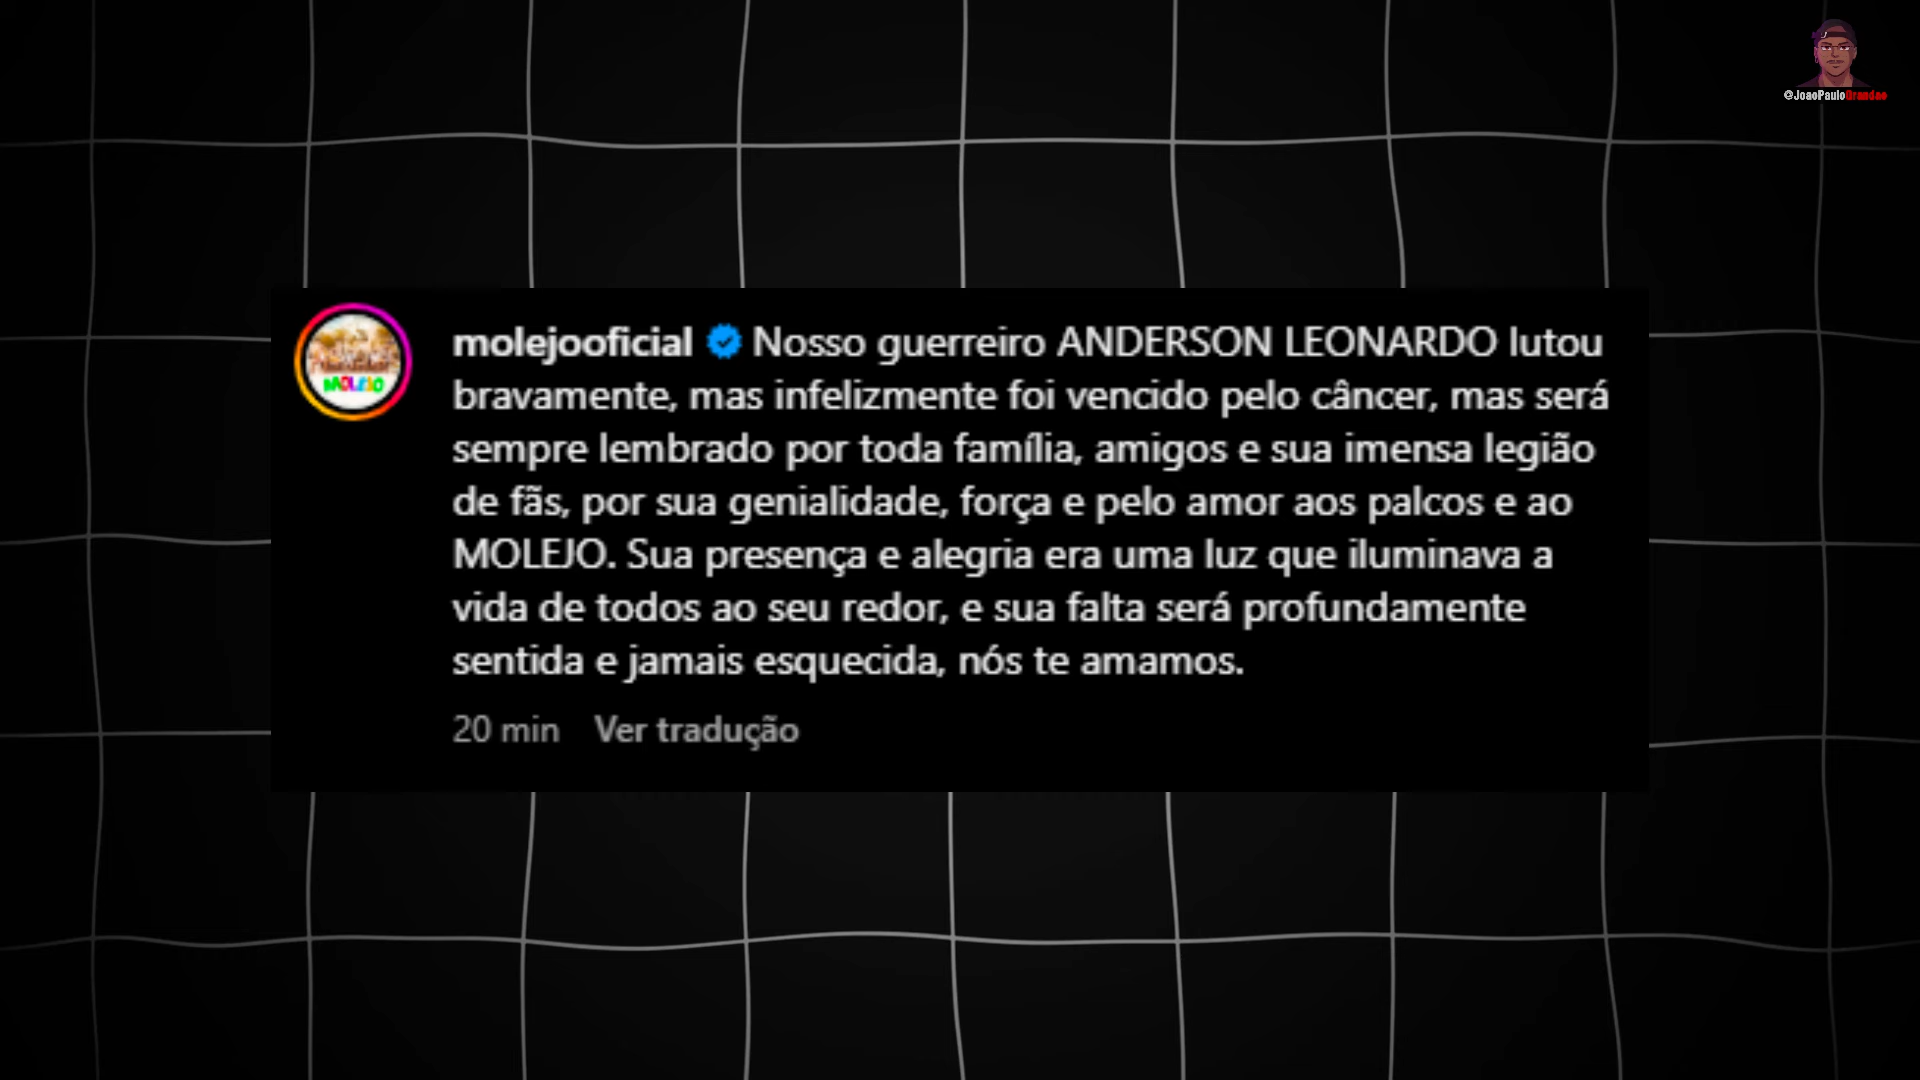 @JoaoPauloBrandao
molejooficial Nosso guerreiro ANDERSON LEONARDO lutou
bravamente, mas infelizmente foi vencido pelo câncer, mas será
sempre lembrado por toda família, amigos e sua imensa legião
de fãs, por sua genialidade, força e pelo amor aos palcos e ao
MOLEJO. Sua presença e alegria era uma luz que iluminava a
vida de todos ao seu redor, e sua falta será profundamente
sentida e jamais esquecida, nós te amamos.
20 min Ver tradução
MOLEJO